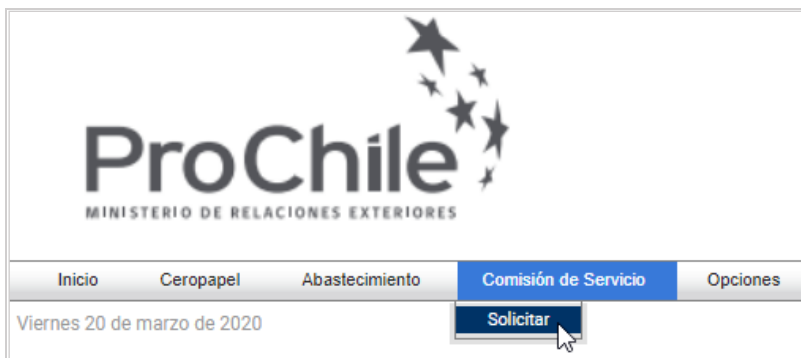 ProChile
MINISTERIO DE RELACIONES EXTERIORES
Inicio Ceropapel Abastecimiento Comisión de Servicio Opciones
Viernes 20 de marzo de 2020 Solicitar